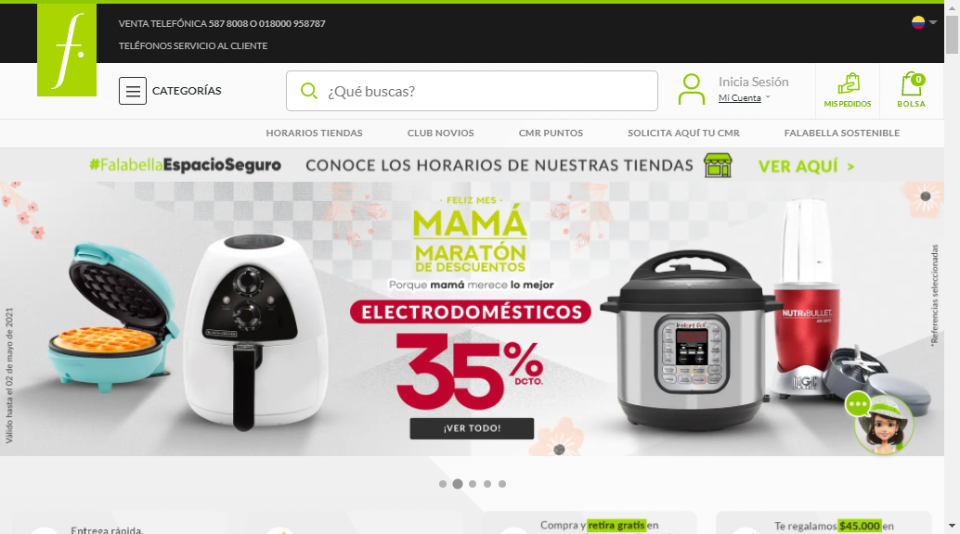 f.
VENTA TELEFÓNICA 587 8008 O 018000 958787
TELÉFONOS SERVICIO AL CLIENTE
CATEGORÍAS
¿Qué buscas?
Inicia Sesión
Mi Cuenta
MIS PEDIDOS
0
BOLSA
HORARIOS TIENDAS
CLUB NOVIOS
CMR PUNTOS
SOLICITA AQUÍ TU CMR
FALABELLA SOSTENIBLE
#FalabellaEspacioSeguro CONOCE LOS HORARIOS DE NUESTRAS TIENDAS VER AQUÍ >
· FELIZ MES ·
MAMÁ
MARATÓN
DE DESCUENTOS
Porque mamá merece lo mejor
ELECTRODOMÉSTICOS
35%
DCTO.
¡VER TODO!
Válido hasta el 02 de mayo de 2021
*Referencias seleccionadas
Instant Pot
NUTRIBULLET
Entrega rápida.
Compra y retira gratis en
Te regalamos $45.000 en